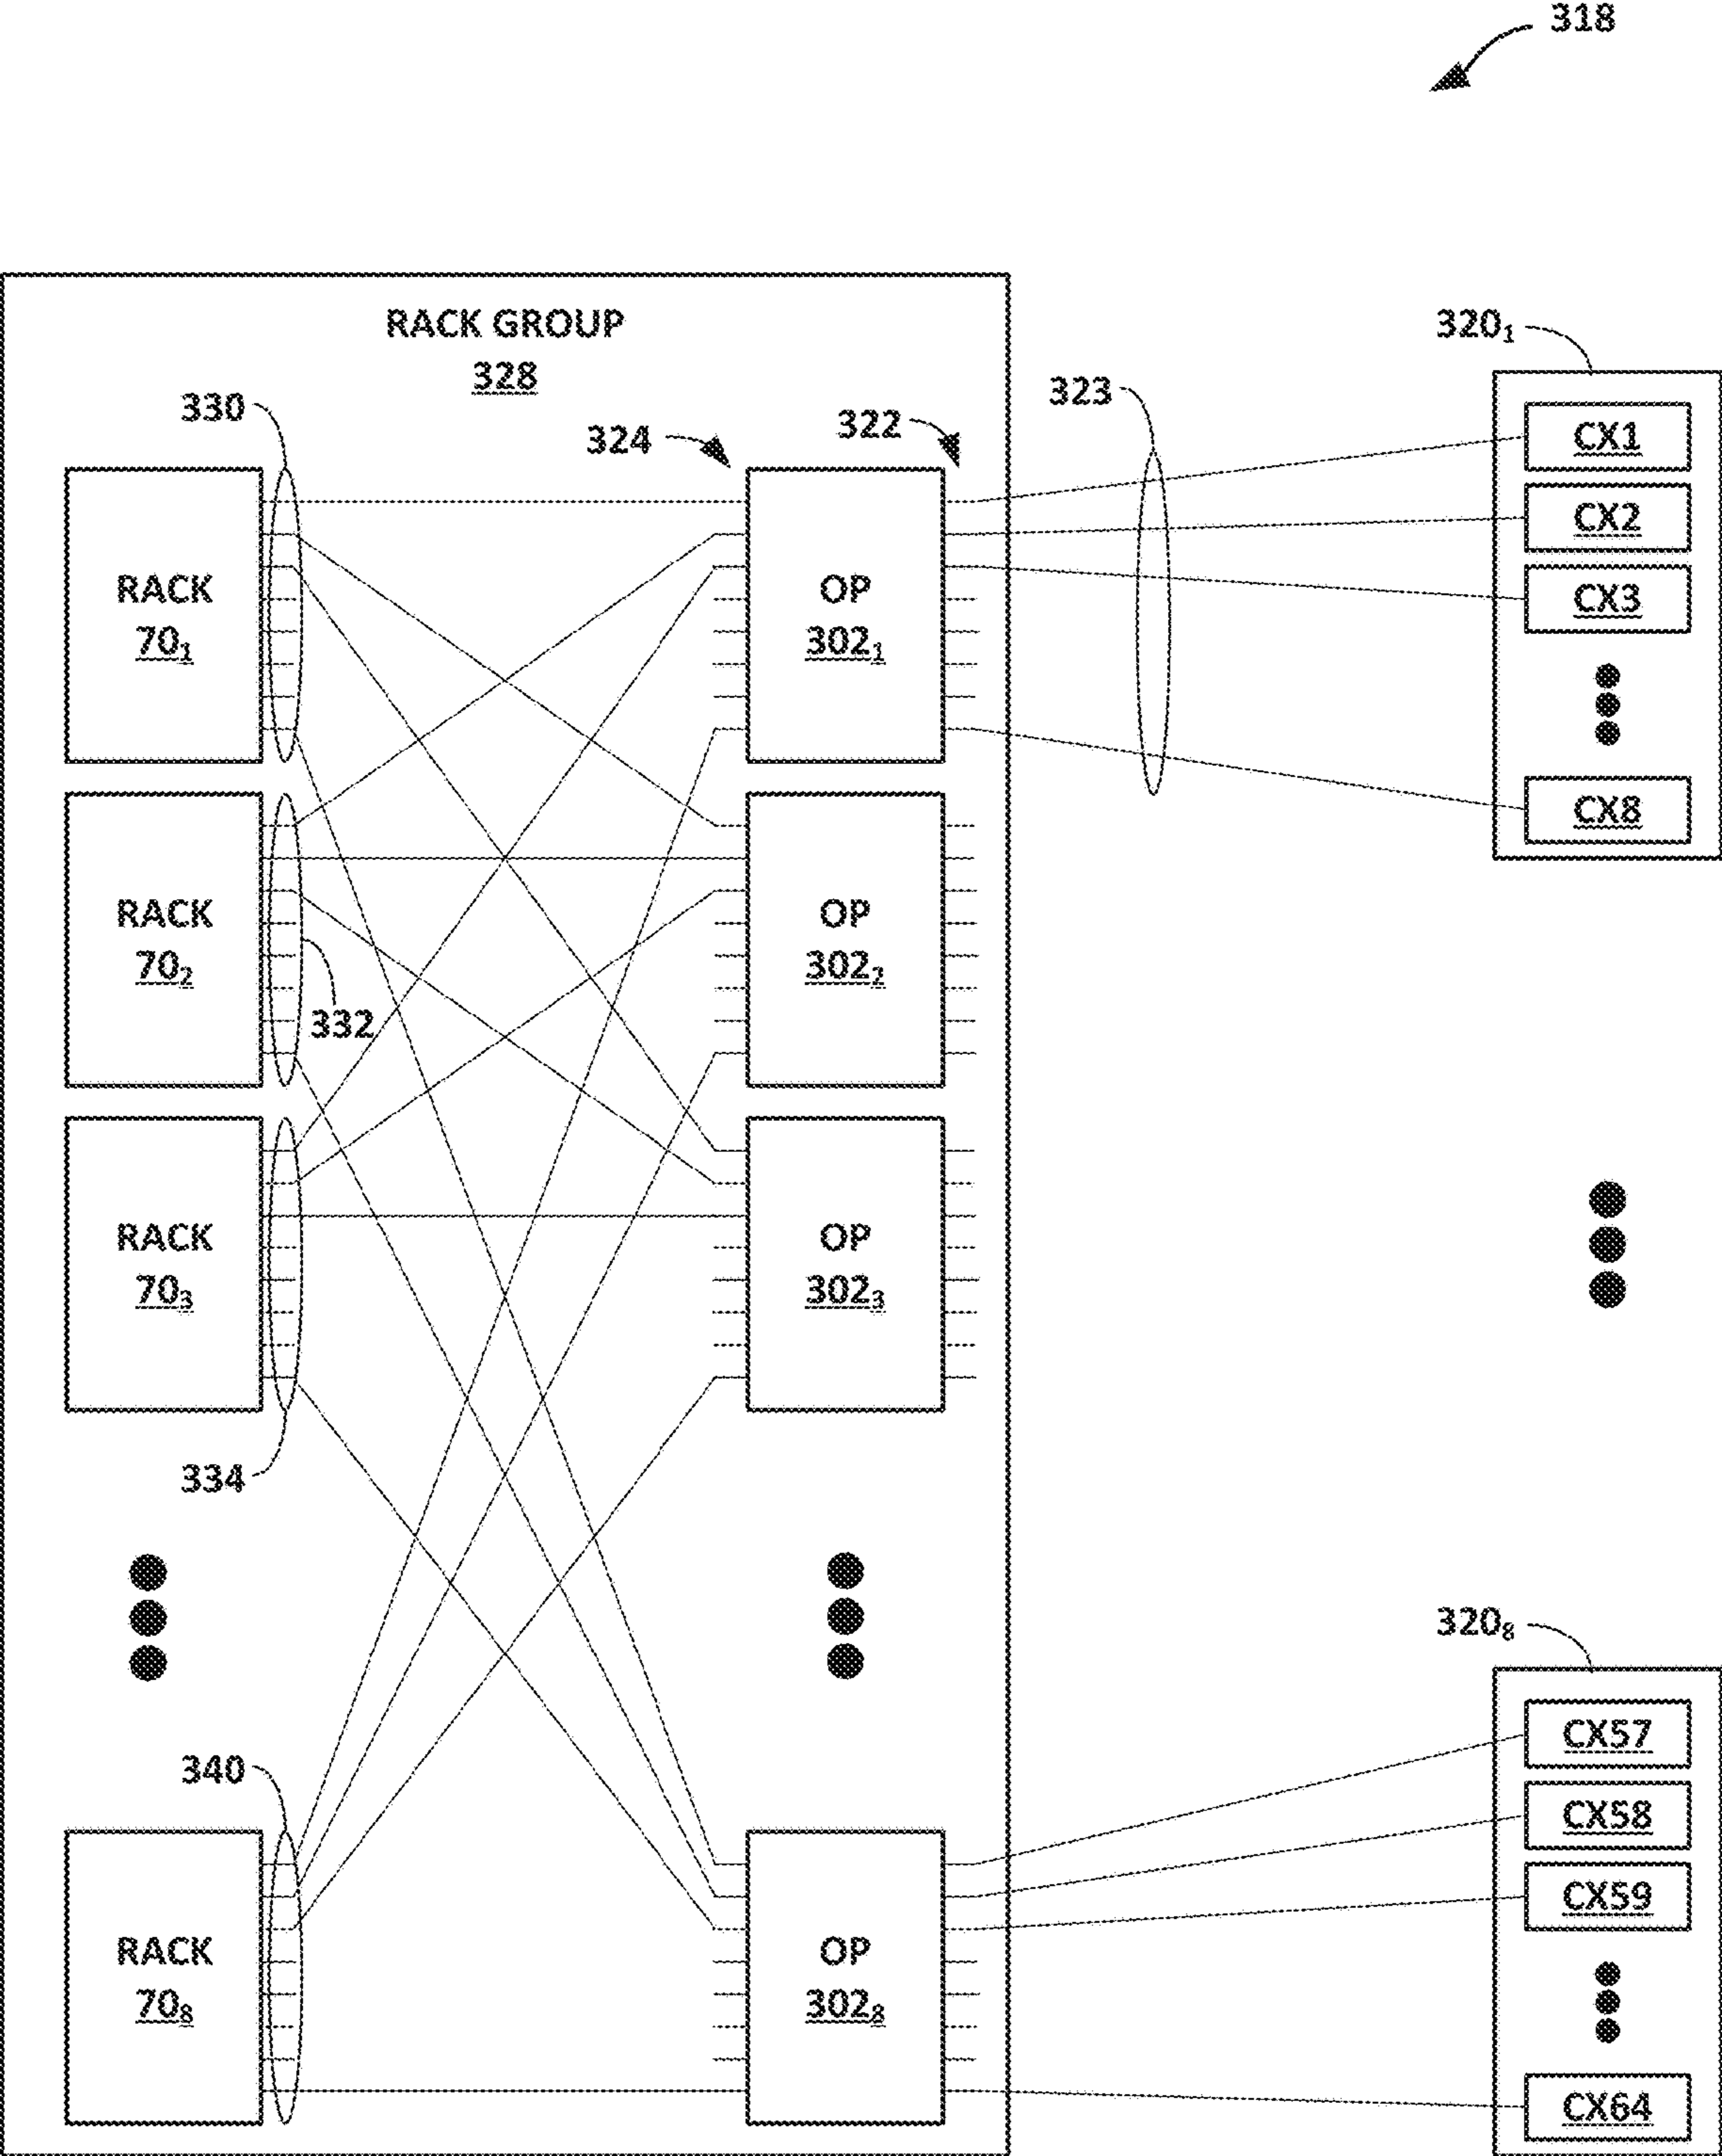 318
RACK GROUP
328
330
324
322
323
320₁
CX1
CX2
CX3
CX8
RACK
70₁
OP
302₁
RACK
70₂
332
OP
302₂
RACK
70₃
334
OP
302₃
340
RACK
70₈
OP
302₈
320₈
CX57
CX58
CX59
CX64